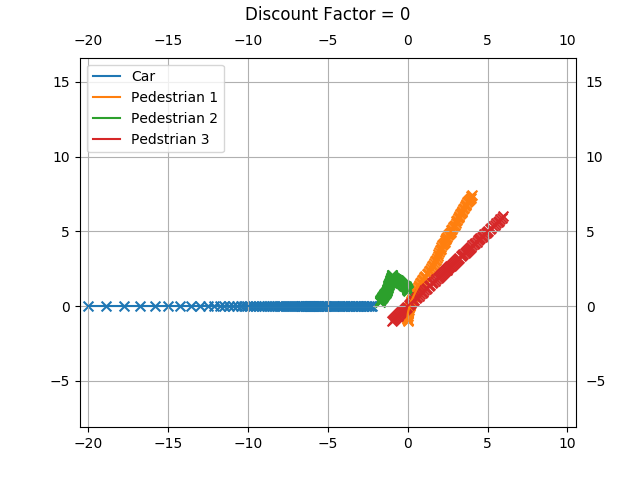 Discount Factor = 0
−20 −15 −10 −5 0 5 10
Car
Pedestrian 1
Pedestrian 2
Pedstrian 3
15 15
10 10
5 5
0 0
−5 −5
−20 −15 −10 −5 0 5 10